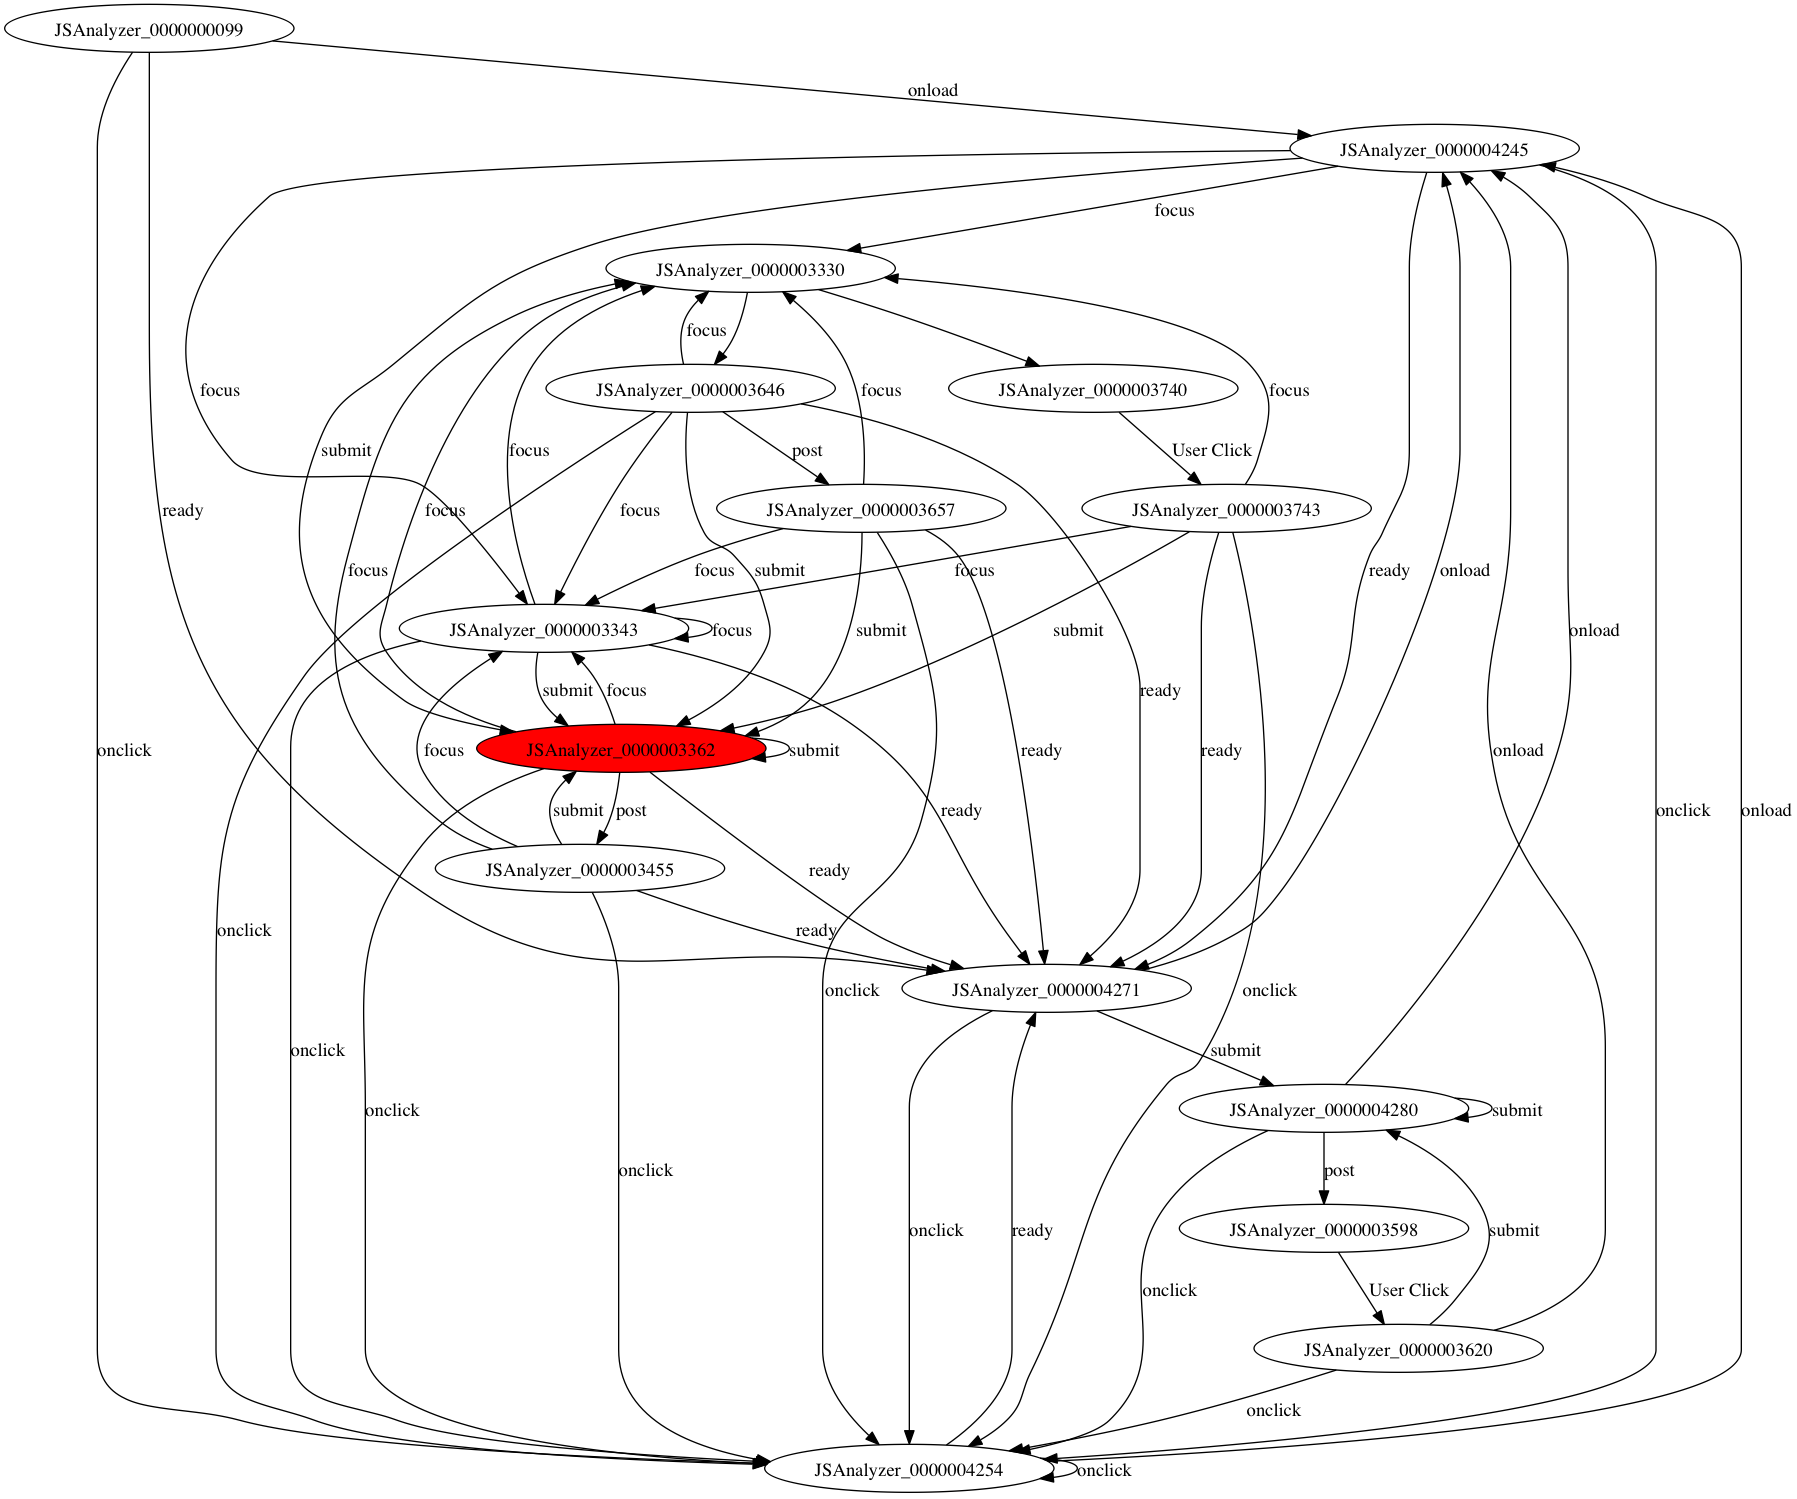 JSAnalyzer_0000000099
onload
JSAnalyzer_0000004245
focus
JSAnalyzer_0000003330
focus
focus
JSAnalyzer_0000003646
focus
JSAnalyzer_0000003740
focus
submit
focus
post
User Click
ready
focus
focus
JSAnalyzer_0000003657
JSAnalyzer_0000003743
focus
focus
submit
focus
ready
onload
JSAnalyzer_0000003343
focus
submit
submit
onload
submit
focus
ready
onclick
focus
JSAnalyzer_0000003362
submit
ready
ready
onload
submit
post
ready
onclick
onload
JSAnalyzer_0000003455
ready
onclick
ready
onclick
JSAnalyzer_0000004271
onclick
onclick
submit
onclick
JSAnalyzer_0000004280
submit
onclick
post
onclick
ready
JSAnalyzer_0000003598
submit
onclick
User Click
JSAnalyzer_0000003620
onclick
JSAnalyzer_0000004254
onclick